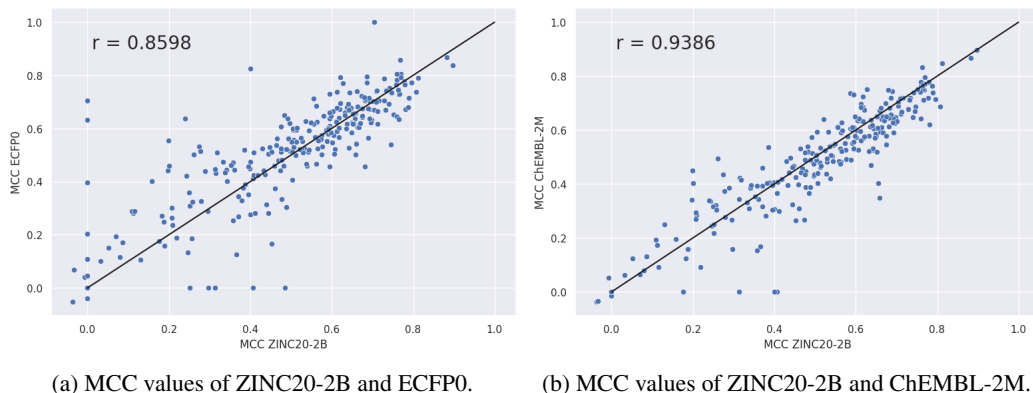 1.0
0.8
0.6
0.4
0.2
0.0
MCC ECFP0
r = 0.8598
0.0 0.2 0.4 0.6 0.8 1.0
MCC ZINC20-2B
1.0
0.8
0.6
0.4
0.2
0.0
MCC ChEMBL-2M
r = 0.9386
0.0 0.2 0.4 0.6 0.8 1.0
MCC ZINC20-2B
(a) MCC values of ZINC20-2B and ECFP0.
(b) MCC values of ZINC20-2B and ChEMBL-2M.